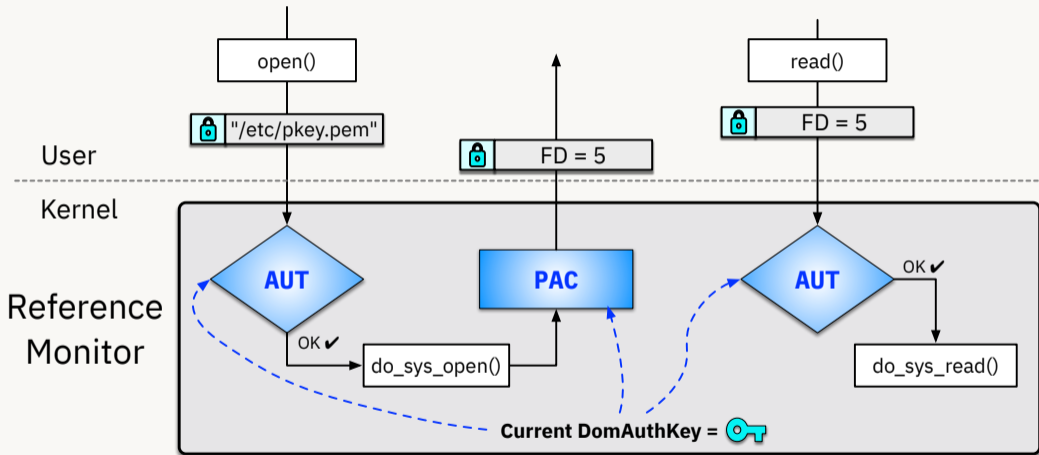 open()
read()
"/etc/pkey.pem"
FD = 5
FD = 5
User
Kernel
AUT
PAC
AUT
OK ✔
Reference
Monitor
OK ✔
do_sys_open()
do_sys_read()
Current DomAuthKey =